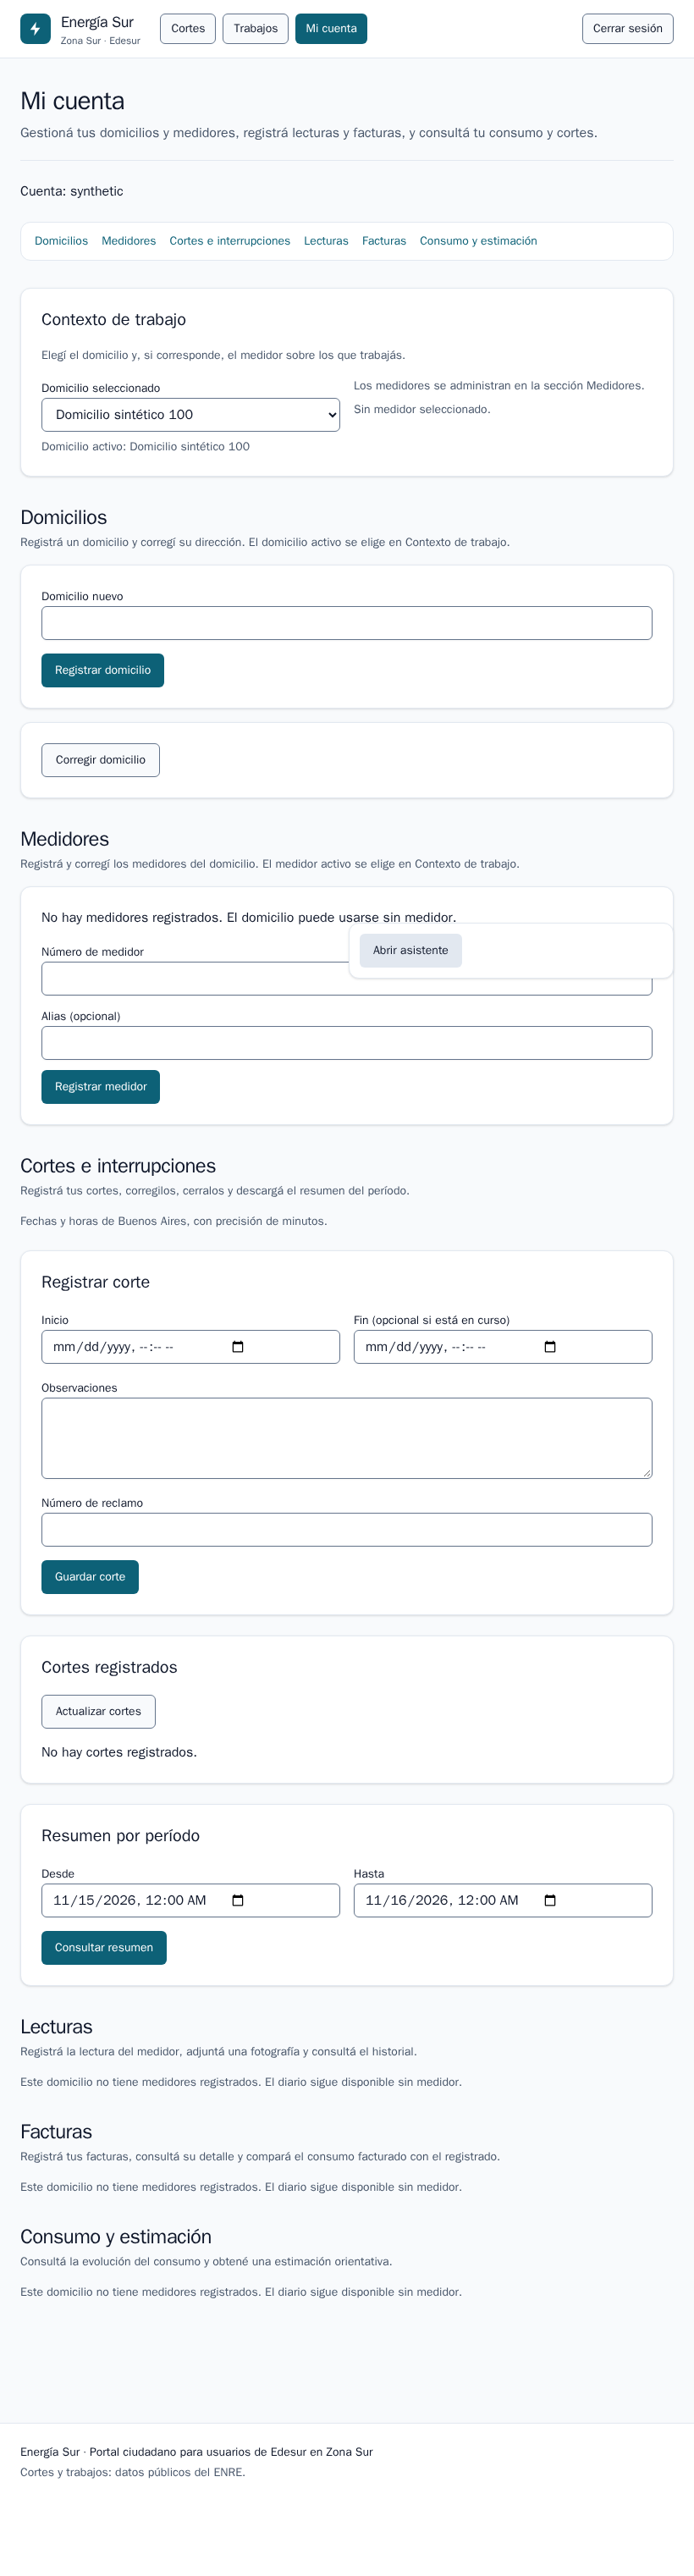 Energía Sur
Zona Sur · Edesur
Cortes
Trabajos
Mi cuenta
Cerrar sesión
Mi cuenta
Gestioná tus domicilios y medidores, registrá lecturas y facturas, y consultá tu consumo y cortes.
Cuenta: synthetic
Domicilios Medidores Cortes e interrupciones Lecturas Facturas Consumo y estimación
Contexto de trabajo
Elegí el domicilio y, si corresponde, el medidor sobre los que trabajás.
Domicilio seleccionado
Domicilio sintético 100
Domicilio activo: Domicilio sintético 100
Los medidores se administran en la sección Medidores.
Sin medidor seleccionado.
Domicilios
Registrá un domicilio y corregí su dirección. El domicilio activo se elige en Contexto de trabajo.
Domicilio nuevo
Registrar domicilio
Corregir domicilio
Medidores
Registrá y corregí los medidores del domicilio. El medidor activo se elige en Contexto de trabajo.
No hay medidores registrados. El domicilio puede usarse sin medidor.
Abrir asistente
Número de medidor
Alias (opcional)
Registrar medidor
Cortes e interrupciones
Registrá tus cortes, corregilos, cerralos y descargá el resumen del período.
Fechas y horas de Buenos Aires, con precisión de minutos.
Registrar corte
Inicio
mm/dd/yyyy, --:-- --
Fin (opcional si está en curso)
mm/dd/yyyy, --:-- --
Observaciones
Número de reclamo
Guardar corte
Cortes registrados
Actualizar cortes
No hay cortes registrados.
Resumen por período
Desde
11/15/2026, 12:00 AM
Hasta
11/16/2026, 12:00 AM
Consultar resumen
Lecturas
Registrá la lectura del medidor, adjuntá una fotografía y consultá el historial.
Este domicilio no tiene medidores registrados. El diario sigue disponible sin medidor.
Facturas
Registrá tus facturas, consultá su detalle y compará el consumo facturado con el registrado.
Este domicilio no tiene medidores registrados. El diario sigue disponible sin medidor.
Consumo y estimación
Consultá la evolución del consumo y obtené una estimación orientativa.
Este domicilio no tiene medidores registrados. El diario sigue disponible sin medidor.
Energía Sur · Portal ciudadano para usuarios de Edesur en Zona Sur
Cortes y trabajos: datos públicos del ENRE.